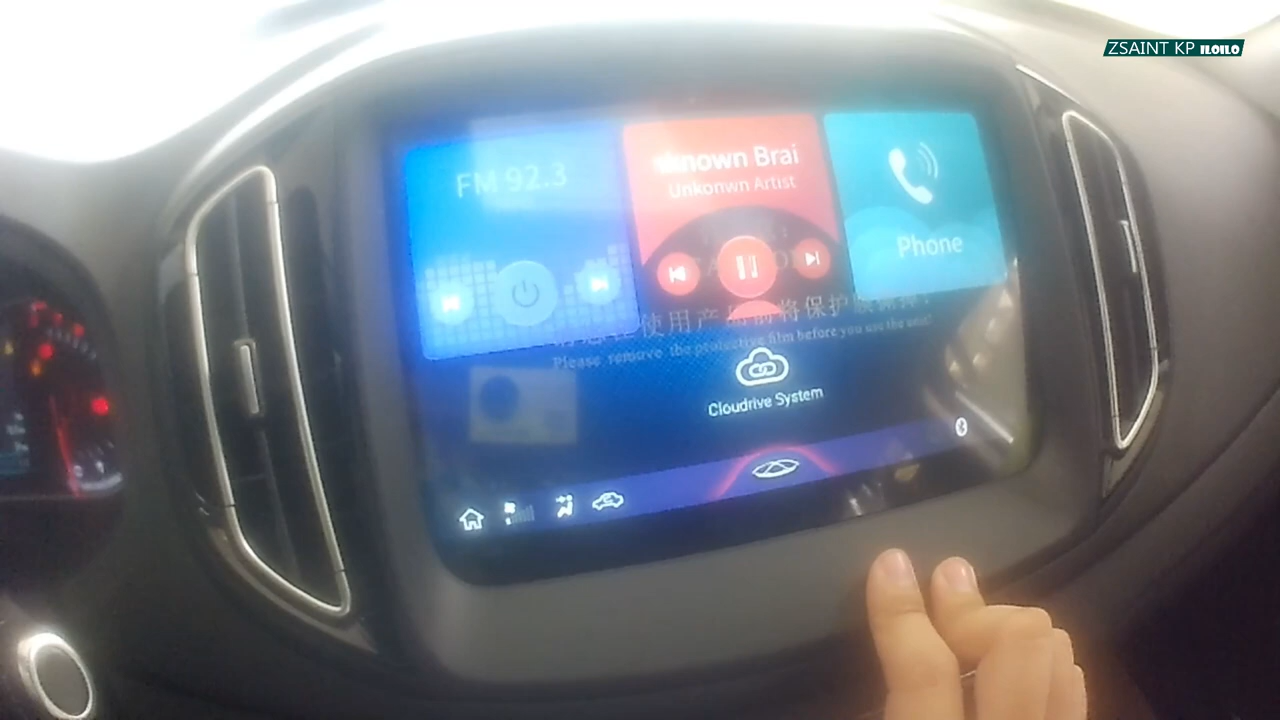 ZSAINT KP ILOILO
FM 92.3
nknown Brai
Unkonwn Artist
Phone
使用产品前将保护膜撕掉!
Please remove the protective film before you use the unit!
Cloudrive System